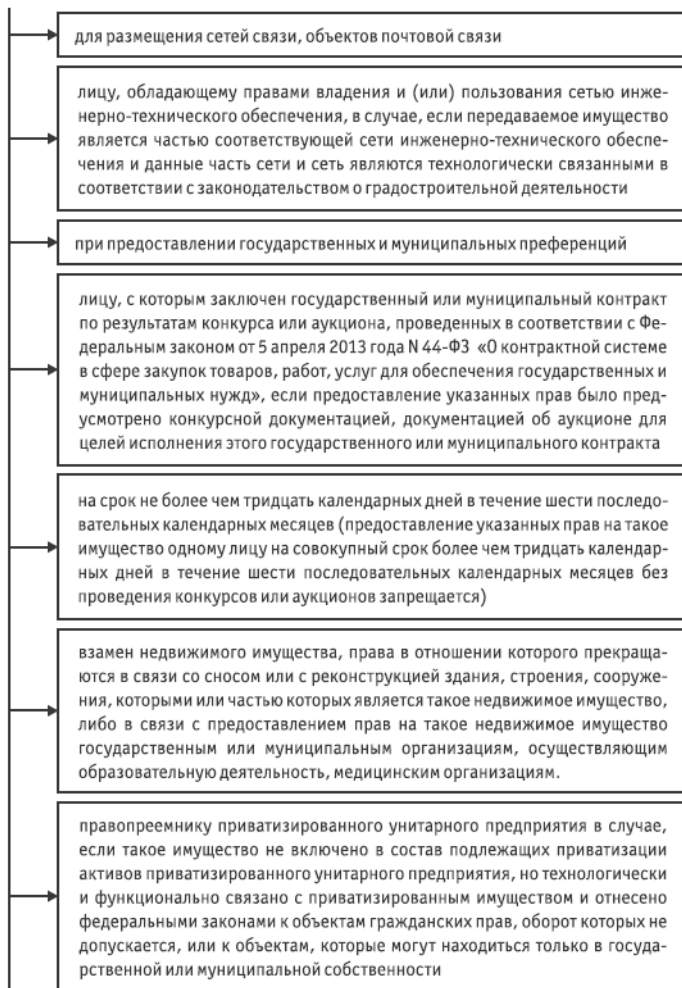 для размещения сетей связи, объектов почтовой связи
лицу, обладающему правами владения и (или) пользования сетью инже-
нерно-технического обеспечения, в случае, если передаваемое имущество
является частью соответствующей сети инженерно-технического обеспе-
чения и данные часть сети и сеть являются технологически связанными в
соответствии с законодательством о градостроительной деятельности
при предоставлении государственных и муниципальных преференций
лицу, с которым заключен государственный или муниципальный контракт
по результатам конкурса или аукциона, проведенных в соответствии с Фе-
деральным законом от 5 апреля 2013 года N 44-ФЗ «О контрактной системе
в сфере закупок товаров, работ, услуг для обеспечения государственных и
муниципальных нужд», если предоставление указанных прав было пред-
усмотрено конкурсной документацией, документацией об аукционе для
целей исполнения этого государственного или муниципального контракта
на срок не более чем тридцать календарных дней в течение шести последо-
вательных календарных месяцев (предоставление указанных прав на такое
имущество одному лицу на совокупный срок более чем тридцать календар-
ных дней в течение шести последовательных календарных месяцев без
проведения конкурсов или аукционов запрещается)
взамен недвижимого имущества, права в отношении которого прекраща-
ются в связи со сносом или с реконструкцией здания, строения, сооруже-
ния, которыми или частью которых является такое недвижимое имущество,
либо в связи с предоставлением прав на такое недвижимое имущество
государственным или муниципальным организациям, осуществляющим
образовательную деятельность, медицинским организациям.
правопреемнику приватизированного унитарного предприятия в случае,
если такое имущество не включено в состав подлежащих приватизации
активов приватизированного унитарного предприятия, но технологически
и функционально связано с приватизированным имуществом и отнесено
федеральными законами к объектам гражданских прав, оборот которых не
допускается, или к объектам, которые могут находиться только в госуда-
рственной или муниципальной собственности